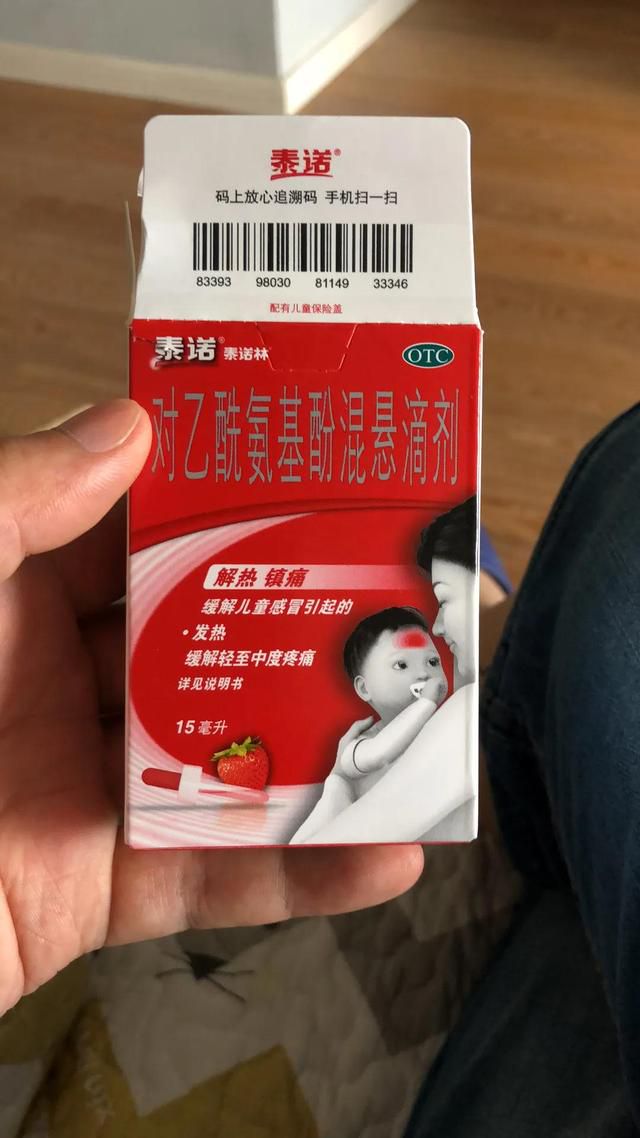 泰诺®
码上放心追溯码 手机扫一扫
83393 98030 81149 33346
配有儿童保险盖
泰诺® 泰诺林®
OTC
对乙酰氨基酚混悬滴剂
解热 镇痛
缓解儿童感冒引起的
·发热
缓解轻至中度疼痛
详见说明书
15毫升